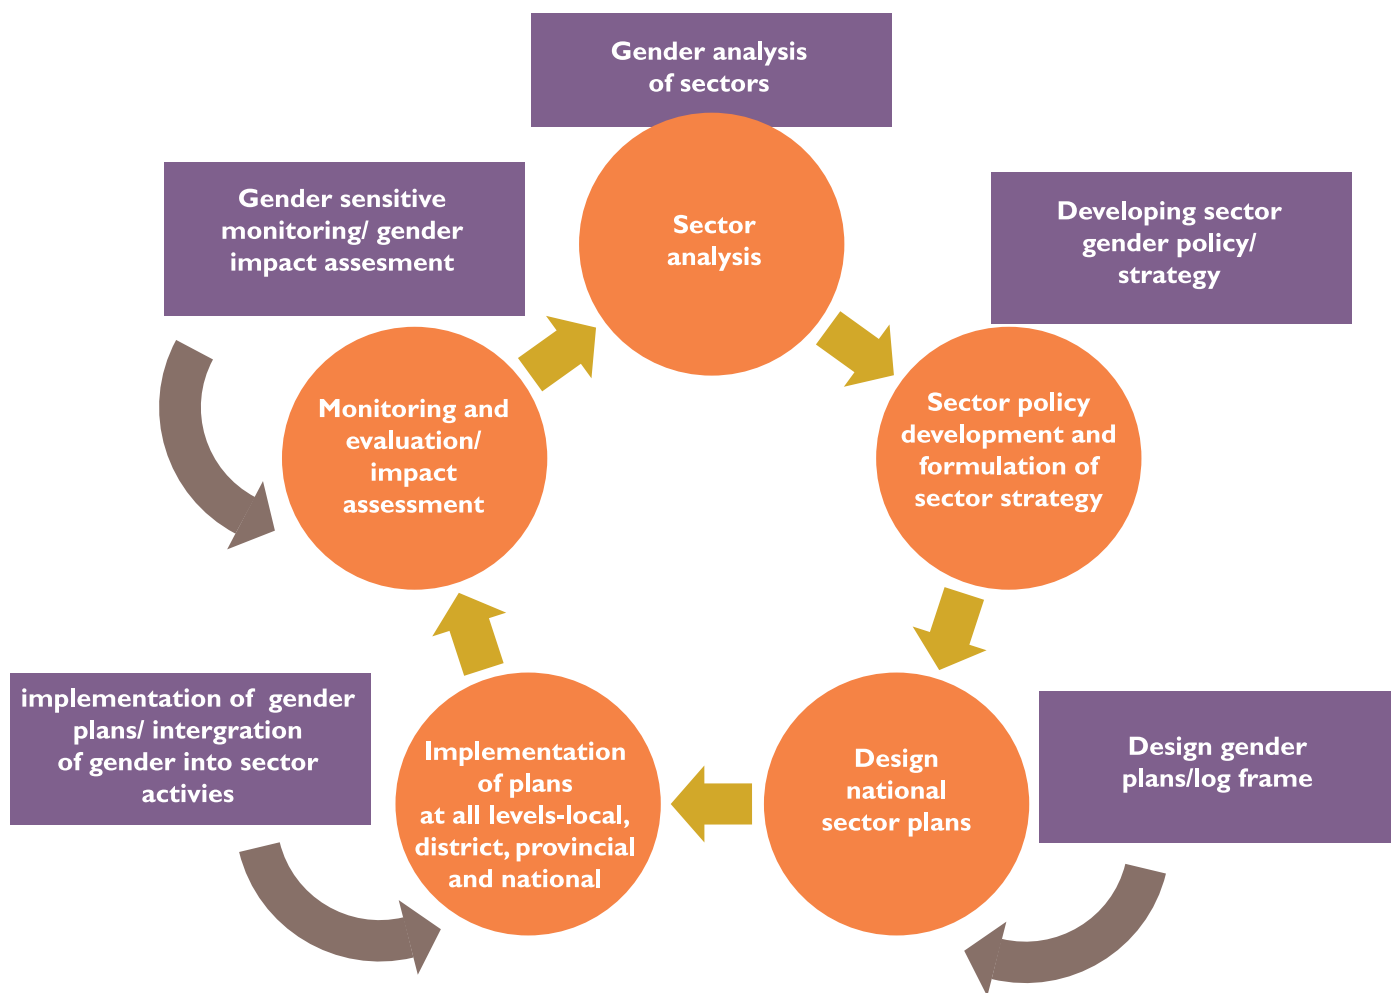 Gender analysis
of sectors
Sector
analysis
Gender sensitive
monitoring/ gender
impact assesment
Developing sector
gender policy/
strategy
Monitoring and
evaluation/
impact
assessment
Sector policy
development and
formulation of
sector strategy
implementation of gender
plans/ intergration
of gender into sector
activies
Implementation
of plans
at all levels-local,
district, provincial
and national
Design
national
sector plans
Design gender
plans/log frame